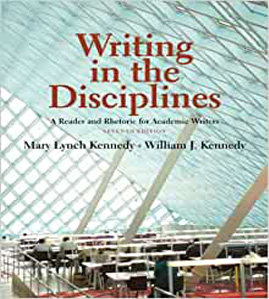 Writing
in the
Disciplines
A Reader and Rhetoric for Academic Writers
SEVENTH EDITION
Mary Lynch Kennedy • William J. Kennedy